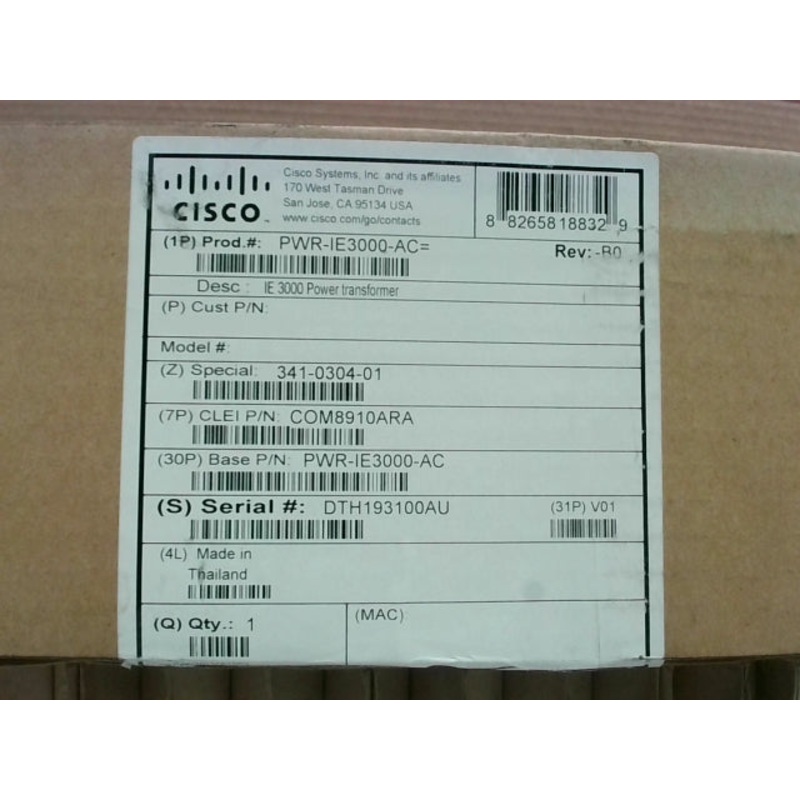 CISCO
Cisco Systems, Inc. and its affiliates
170 West Tasman Drive
San Jose, CA 95134 USA
www.cisco.com/go/contacts
8 82658 18832 9
(1P) Prod.#: PWR-IE3000-AC=
Rev: -B0
Desc : IE 3000 Power transformer
(P) Cust P/N:
Model #:
(Z) Special: 341-0304-01
(7P) CLEI P/N: COM8910ARA
(30P) Base P/N: PWR-IE3000-AC
(S) Serial #: DTH193100AU
(31P) V01
(4L) Made in
Thailand
(Q) Qty.: 1
(MAC)